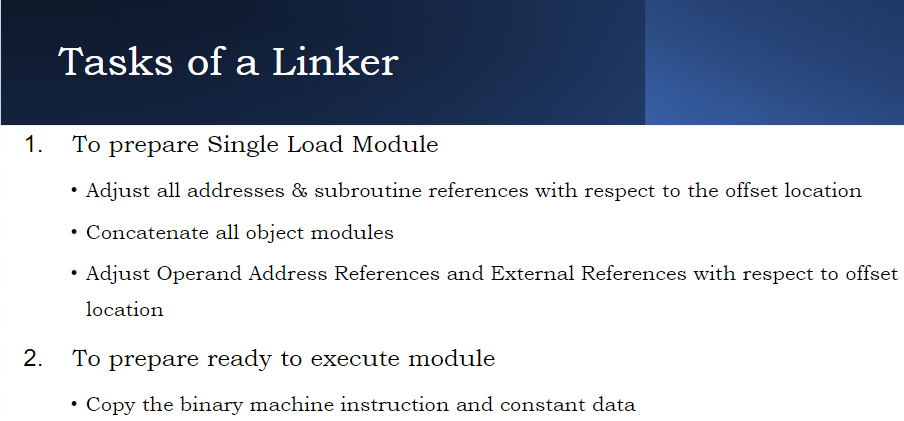 Tasks of a Linker
1. To prepare Single Load Module
• Adjust all addresses & subroutine references with respect to the offset location
• Concatenate all object modules
• Adjust Operand Address References and External References with respect to offset
location
2. To prepare ready to execute module
• Copy the binary machine instruction and constant data